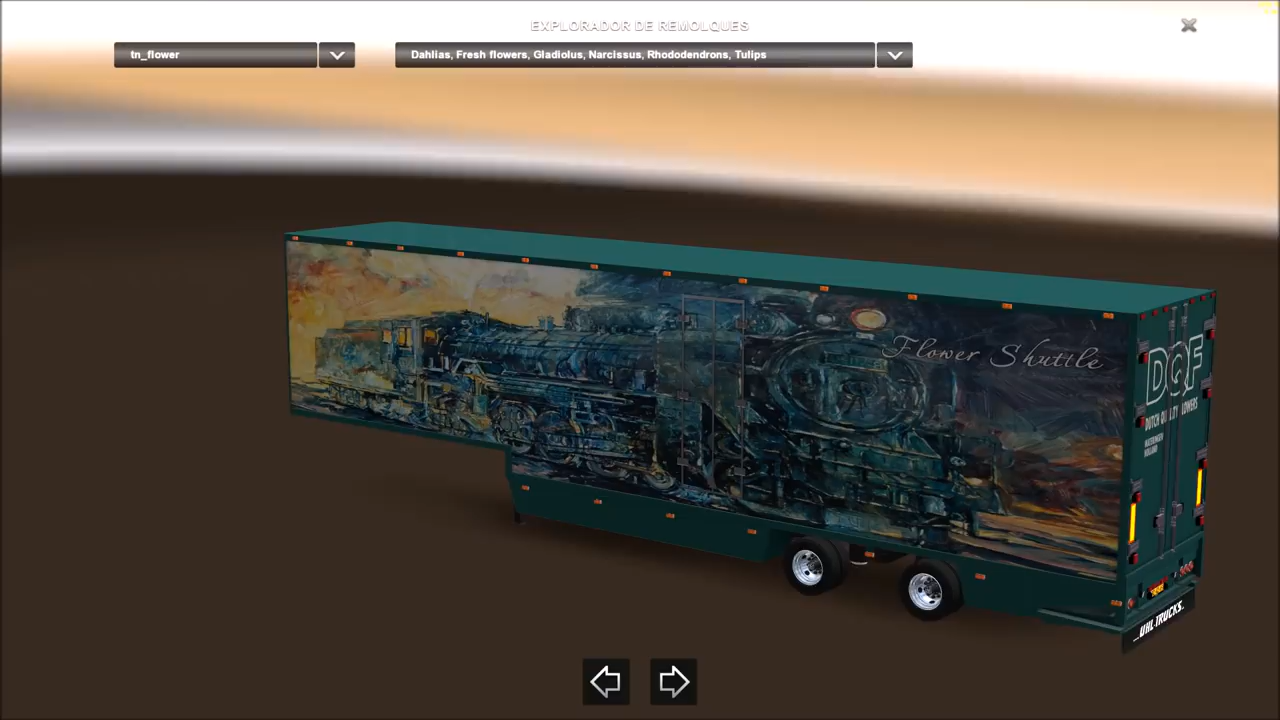 EXPLORADOR DE REMOLQUES
tn_flower
Dahlias, Fresh flowers, Gladiolus, Narcissus, Rhododendrons, Tulips
Flower Shuttle
DQF
DUTCH QUALITY FLOWERS
HOLLAND
UHL-TRUCKS